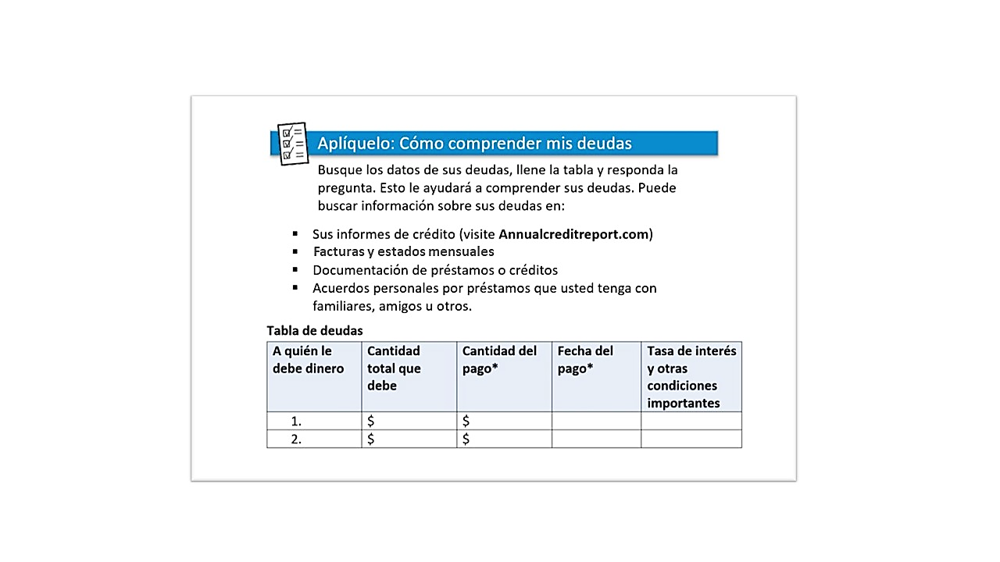 Aplíquelo: Cómo comprender mis deudas
Busque los datos de sus deudas, llene la tabla y responda la
pregunta. Esto le ayudará a comprender sus deudas. Puede
buscar información sobre sus deudas en:
▪ Sus informes de crédito (visite Annualcreditreport.com)
▪ Facturas y estados mensuales
▪ Documentación de préstamos o créditos
▪ Acuerdos personales por préstamos que usted tenga con
familiares, amigos u otros.
Tabla de deudas
A quién le debe dinero
Cantidad total que debe
Cantidad del pago*
Fecha del pago*
Tasa de interés y otras condiciones importantes
1. $ $
2. $ $